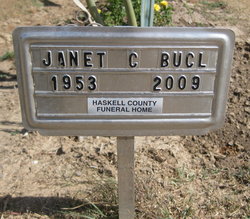 JANET C BUCL
1953 2009
HASKELL COUNTY
FUNERAL HOME